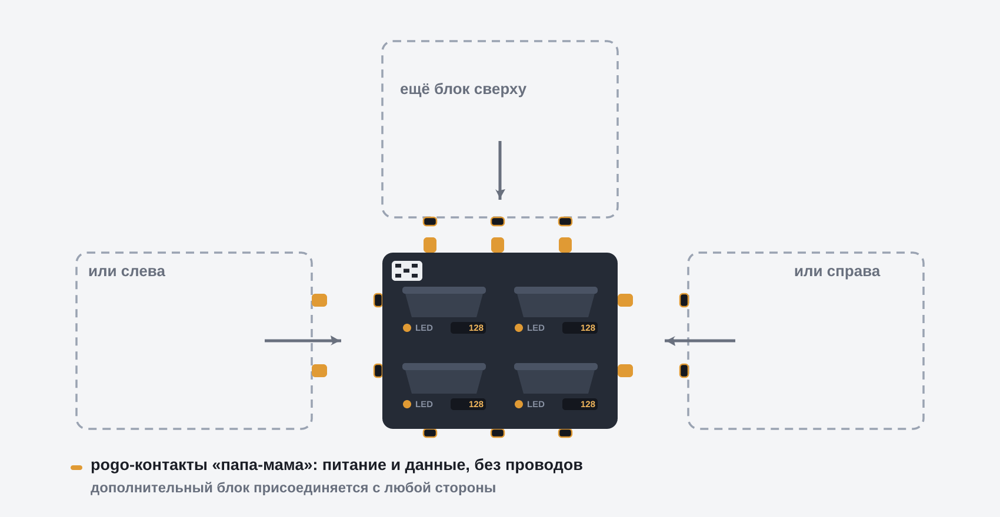 ещё блок сверху
или слева
или справа
LED 128 LED 128
LED 128 LED 128
pogo-контакты «папа-мама»: питание и данные, без проводов
дополнительный блок присоединяется с любой стороны